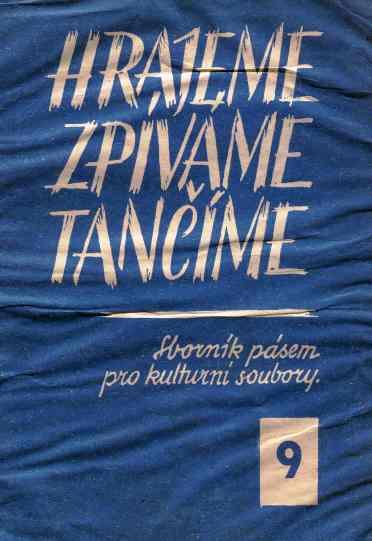 HRAJEME
ZPÍVÁME
TANČÍME
Sborník pásem
pro kulturní soubory.
9